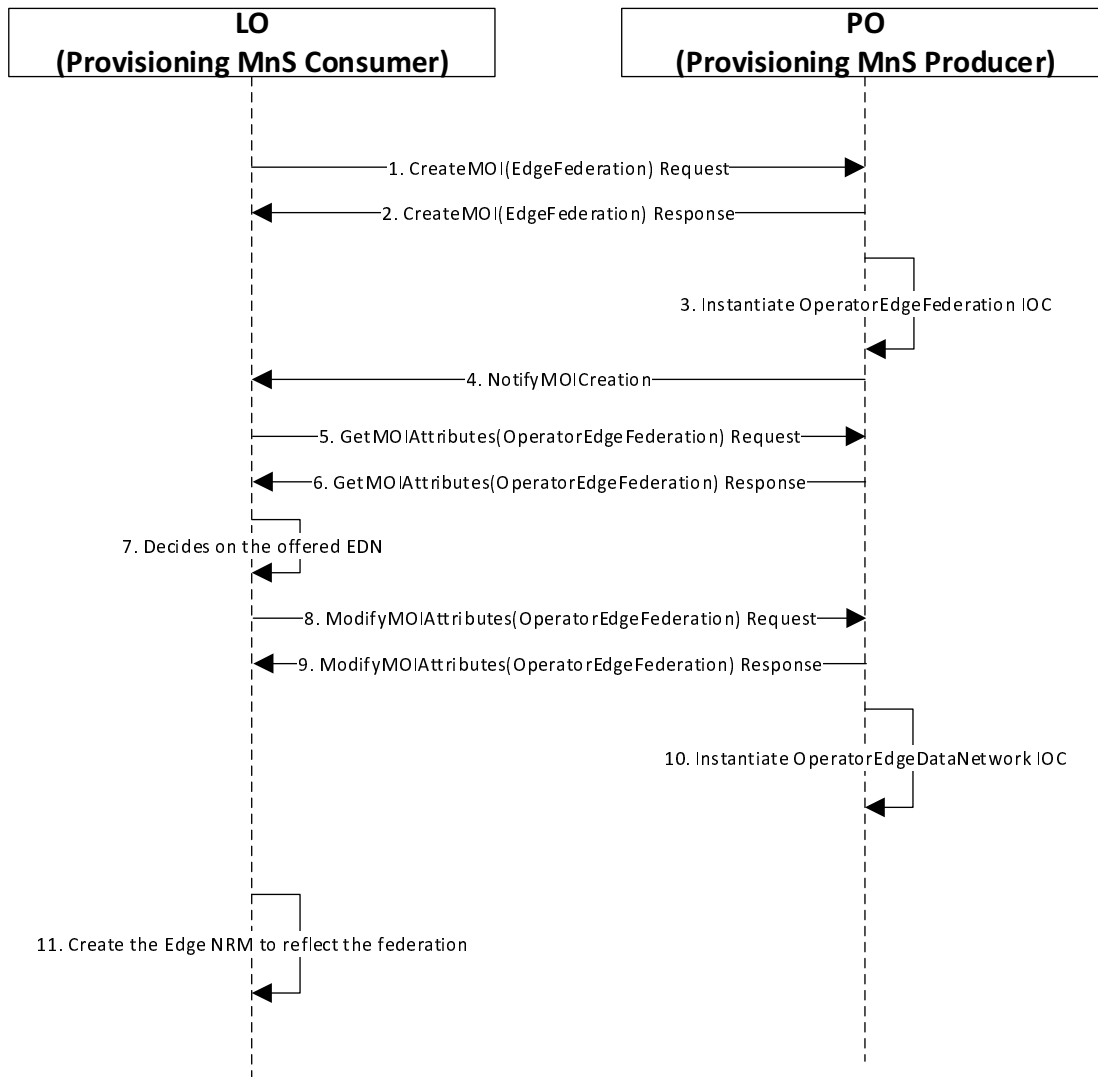 LO
(Provisioning MnS Consumer)
PO
(Provisioning MnS Producer)
1. CreateMOI(EdgeFederation) Request
2. CreateMOI(EdgeFederation) Response
3. Instantiate OperatorEdgeFederation IOC
4. NotifyMOICreation
5. GetMOIAttributes(OperatorEdgeFederation) Request
6. GetMOIAttributes(OperatorEdgeFederation) Response
7. Decides on the offered EDN
8. ModifyMOIAttributes(OperatorEdgeFederation) Request
9. ModifyMOIAttributes(OperatorEdgeFederation) Response
10. Instantiate OperatorEdgeDataNetwork IOC
11. Create the Edge NRM to reflect the federation